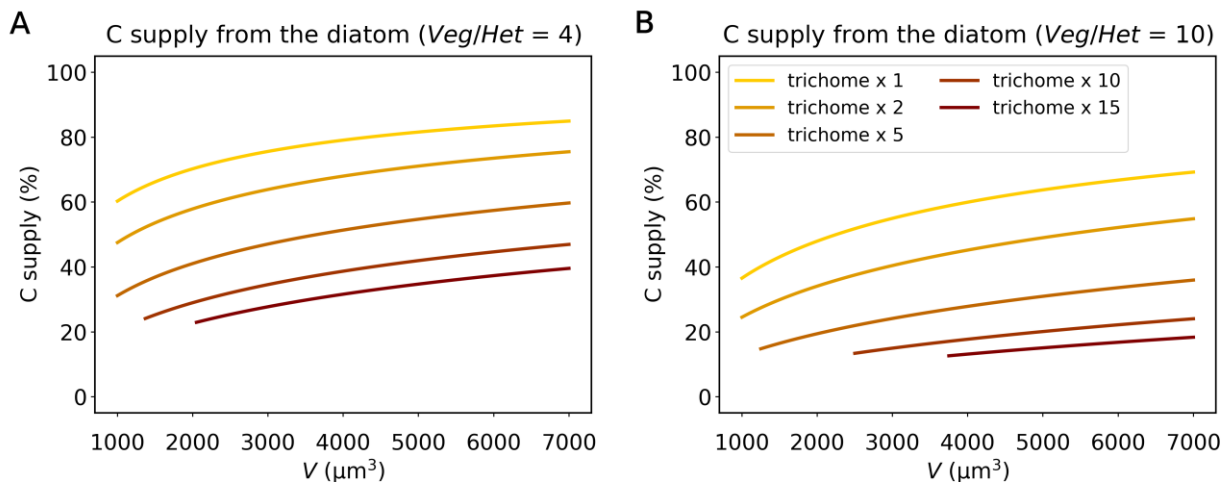 A
C supply from the diatom (Veg/Het = 4)
100
80
60
40
20
0
C supply (%)
1000 2000 3000 4000 5000 6000 7000
V (μm³)
B
C supply from the diatom (Veg/Het = 10)
trichome x 1
trichome x 2
trichome x 5
trichome x 10
trichome x 15
100
80
60
40
20
0
C supply (%)
1000 2000 3000 4000 5000 6000 7000
V (μm³)